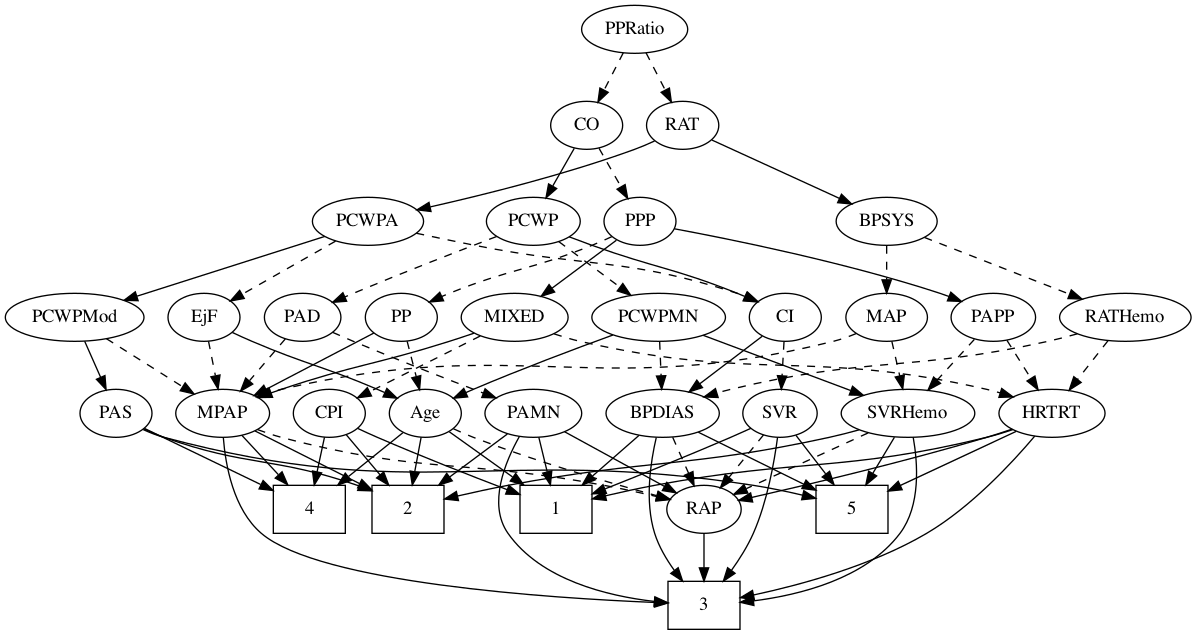 PPRatio
CO
RAT
PCWPA
PCWP
PPP
BPSYS
PCWPMod
EjF
PAD
PP
MIXED
PCWPMN
CI
MAP
PAPP
RATHemo
PAS
MPAP
CPI
Age
PAMN
BPDIAS
SVR
SVRHemo
HRTRT
4
2
1
RAP
5
3